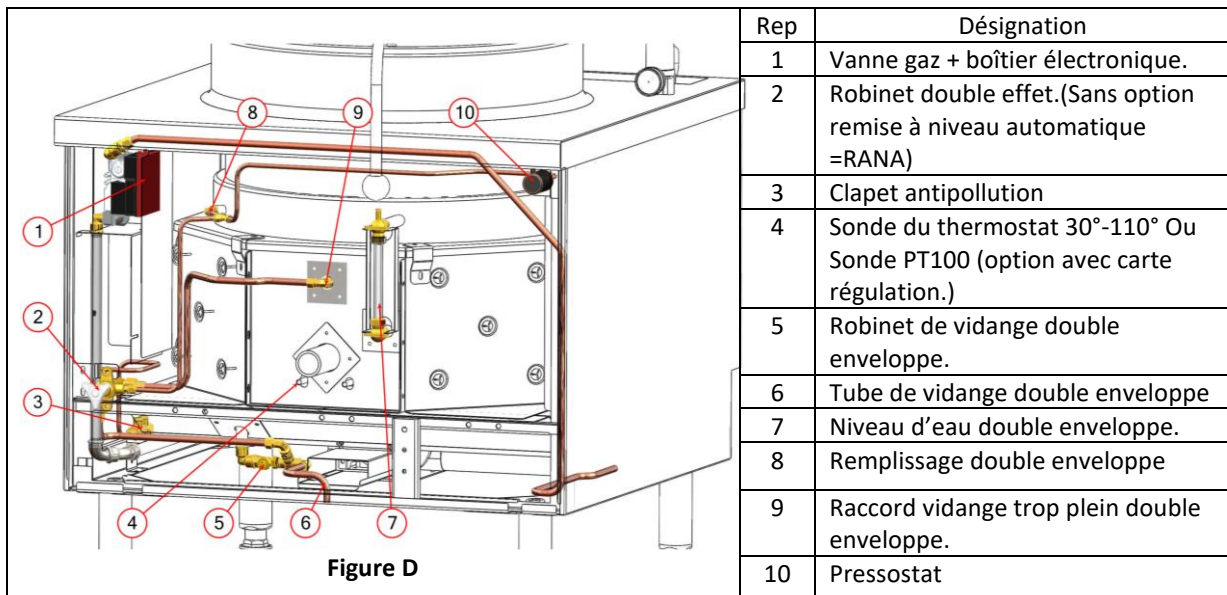 8
9
10
1
2
3
4
5
6
7
Figure D
Rep Désignation
1 Vanne gaz + boîtier électronique.
2 Robinet double effet.(Sans option
remise à niveau automatique
=RANA)
3 Clapet antipollution
4 Sonde du thermostat 30°-110° Ou
Sonde PT100 (option avec carte
régulation.)
5 Robinet de vidange double
enveloppe.
6 Tube de vidange double enveloppe
7 Niveau d’eau double enveloppe.
8 Remplissage double enveloppe
9 Raccord vidange trop plein double
enveloppe.
10 Pressostat